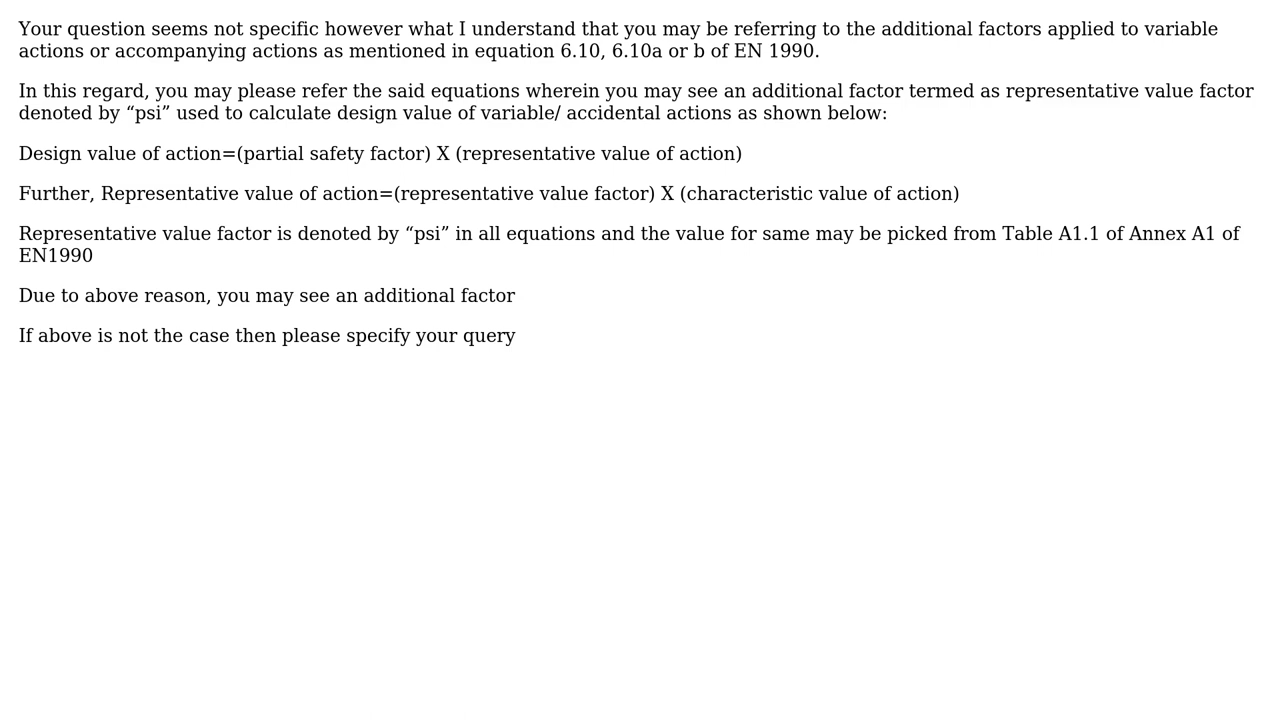 Your question seems not specific however what I understand that you may be referring to the additional factors applied to variable
actions or accompanying actions as mentioned in equation 6.10, 6.10a or b of EN 1990.
In this regard, you may please refer the said equations wherein you may see an additional factor termed as representative value factor
denoted by “psi” used to calculate design value of variable/ accidental actions as shown below:
Design value of action=(partial safety factor) X (representative value of action)
Further, Representative value of action=(representative value factor) X (characteristic value of action)
Representative value factor is denoted by “psi” in all equations and the value for same may be picked from Table A1.1 of Annex A1 of
EN1990
Due to above reason, you may see an additional factor
If above is not the case then please specify your query